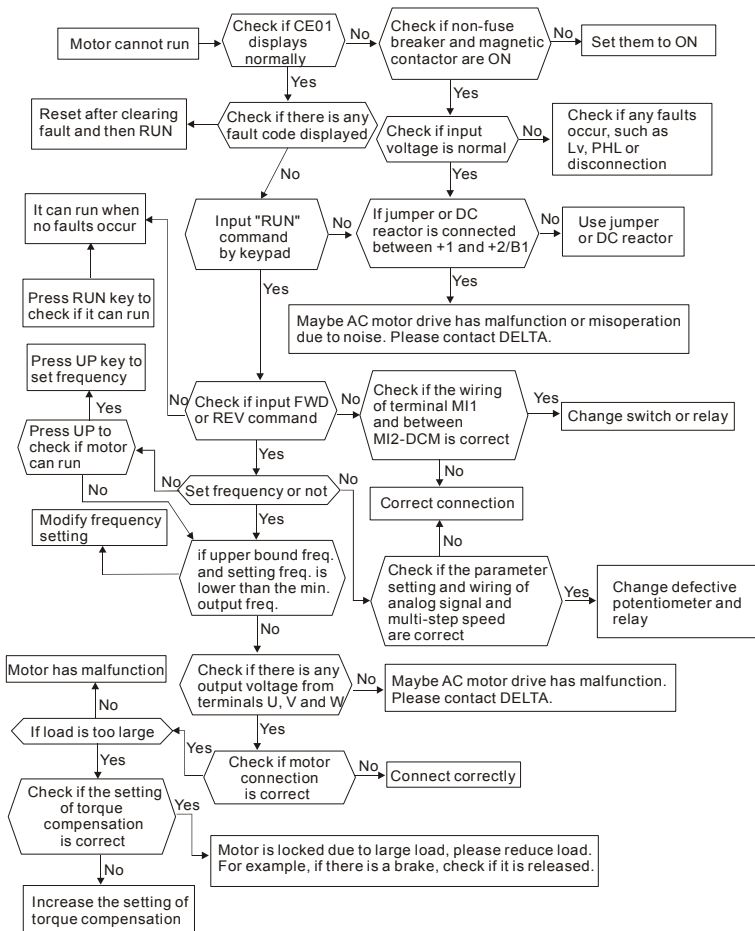 Motor cannot run
Check if CE01
displays
normally
No
Check if non-fuse
breaker and magnetic
contactor are ON
No
Set them to ON
Yes
Yes
Reset after clearing
fault and then RUN
Check if there is any
fault code displayed
Check if input
voltage is normal
No
Check if any faults
occur, such as
Lv, PHL or
disconnection
No
Yes
It can run when
no faults occur
Input "RUN"
command
by keypad
No
If jumper or DC
reactor is connected
between +1 and +2/B1
No
Use jumper
or DC reactor
Press RUN key to
check if it can run
Yes
Yes
Maybe AC motor drive has malfunction or misoperation
due to noise. Please contact DELTA.
Press UP key to
set frequency
No
Check if input FWD
or REV command
No
Check if the wiring
of terminal MI1
and between
MI2-DCM is correct
Yes
Change switch or relay
Yes
Press UP to
check if motor
can run
Yes
No
Set frequency or not
No
No
Correct connection
No
Yes
No
Modify frequency
setting
if upper bound freq.
and setting freq. is
lower than the min.
output freq.
Check if the parameter
setting and wiring of
analog signal and
multi-step speed
are correct
Yes
Change defective
potentiometer and
relay
No
Motor has malfunction
Check if there is any
output voltage from
terminals U, V and W
No
Maybe AC motor drive has malfunction.
Please contact DELTA.
No
Yes
If load is too large
Yes
Check if motor
connection
is correct
No
Connect correctly
Yes
Check if the setting
of torque
compensation
is correct
Yes
Motor is locked due to large load, please reduce load.
For example, if there is a brake, check if it is released.
No
Increase the setting of
torque compensation